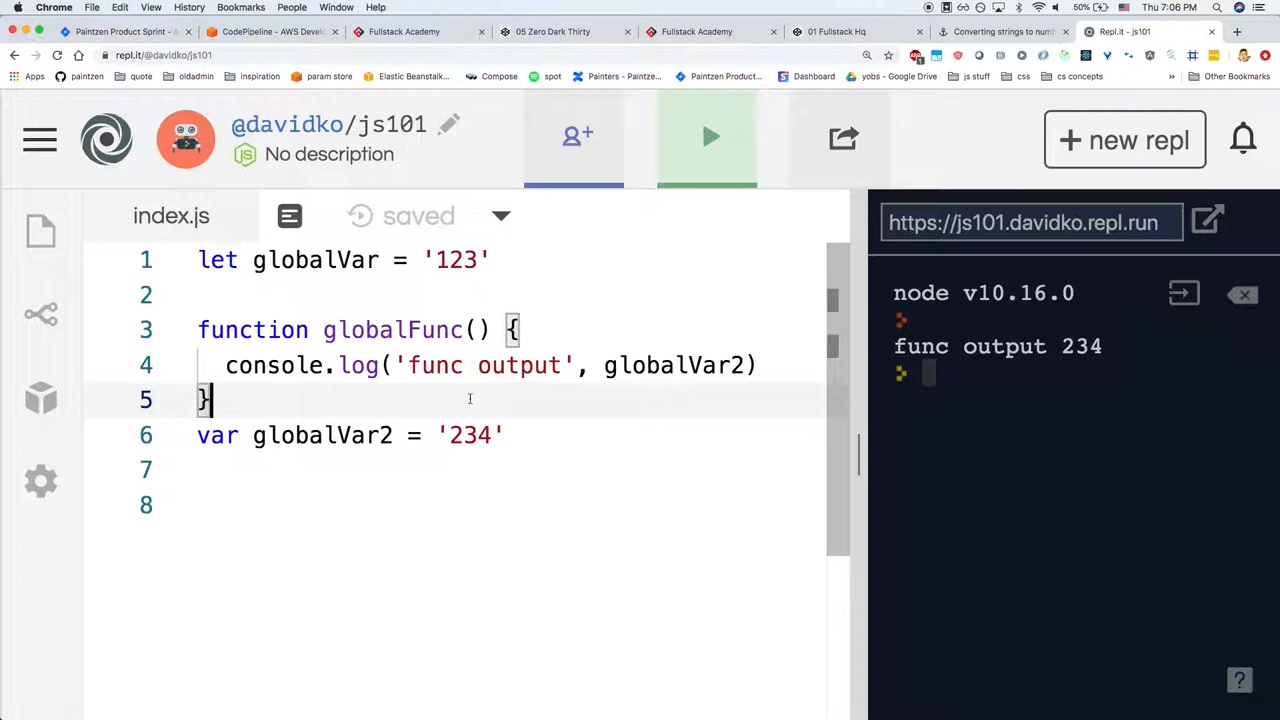 Chrome File Edit View History Bookmarks People Window Help 50% Thu 7:06 PM
Paintzen Product Sprint - A CodePipeline - AWS Devel Fullstack Academy 05 Zero Dark Thirty Fullstack Academy 01 Fullstack Hq Converting strings to numb Repl.it - js101
repl.it/@davidko/js101
Apps paintzen quote oldadmin inspiration param store Elastic Beanstalk... Compose spot Painters - Paintze... Paintzen Product... Dashboard yobs - Google Drive js stuff css cs concepts » Other Bookmarks
@davidko/js101
No description
+ new repl
index.js
saved
https://js101.davidko.repl.run
1 let globalVar = '123'
2
3 function globalFunc() {
4 console.log('func output', globalVar2)
5 }
6 var globalVar2 = '234'
7
8
node v10.16.0
func output 234
?